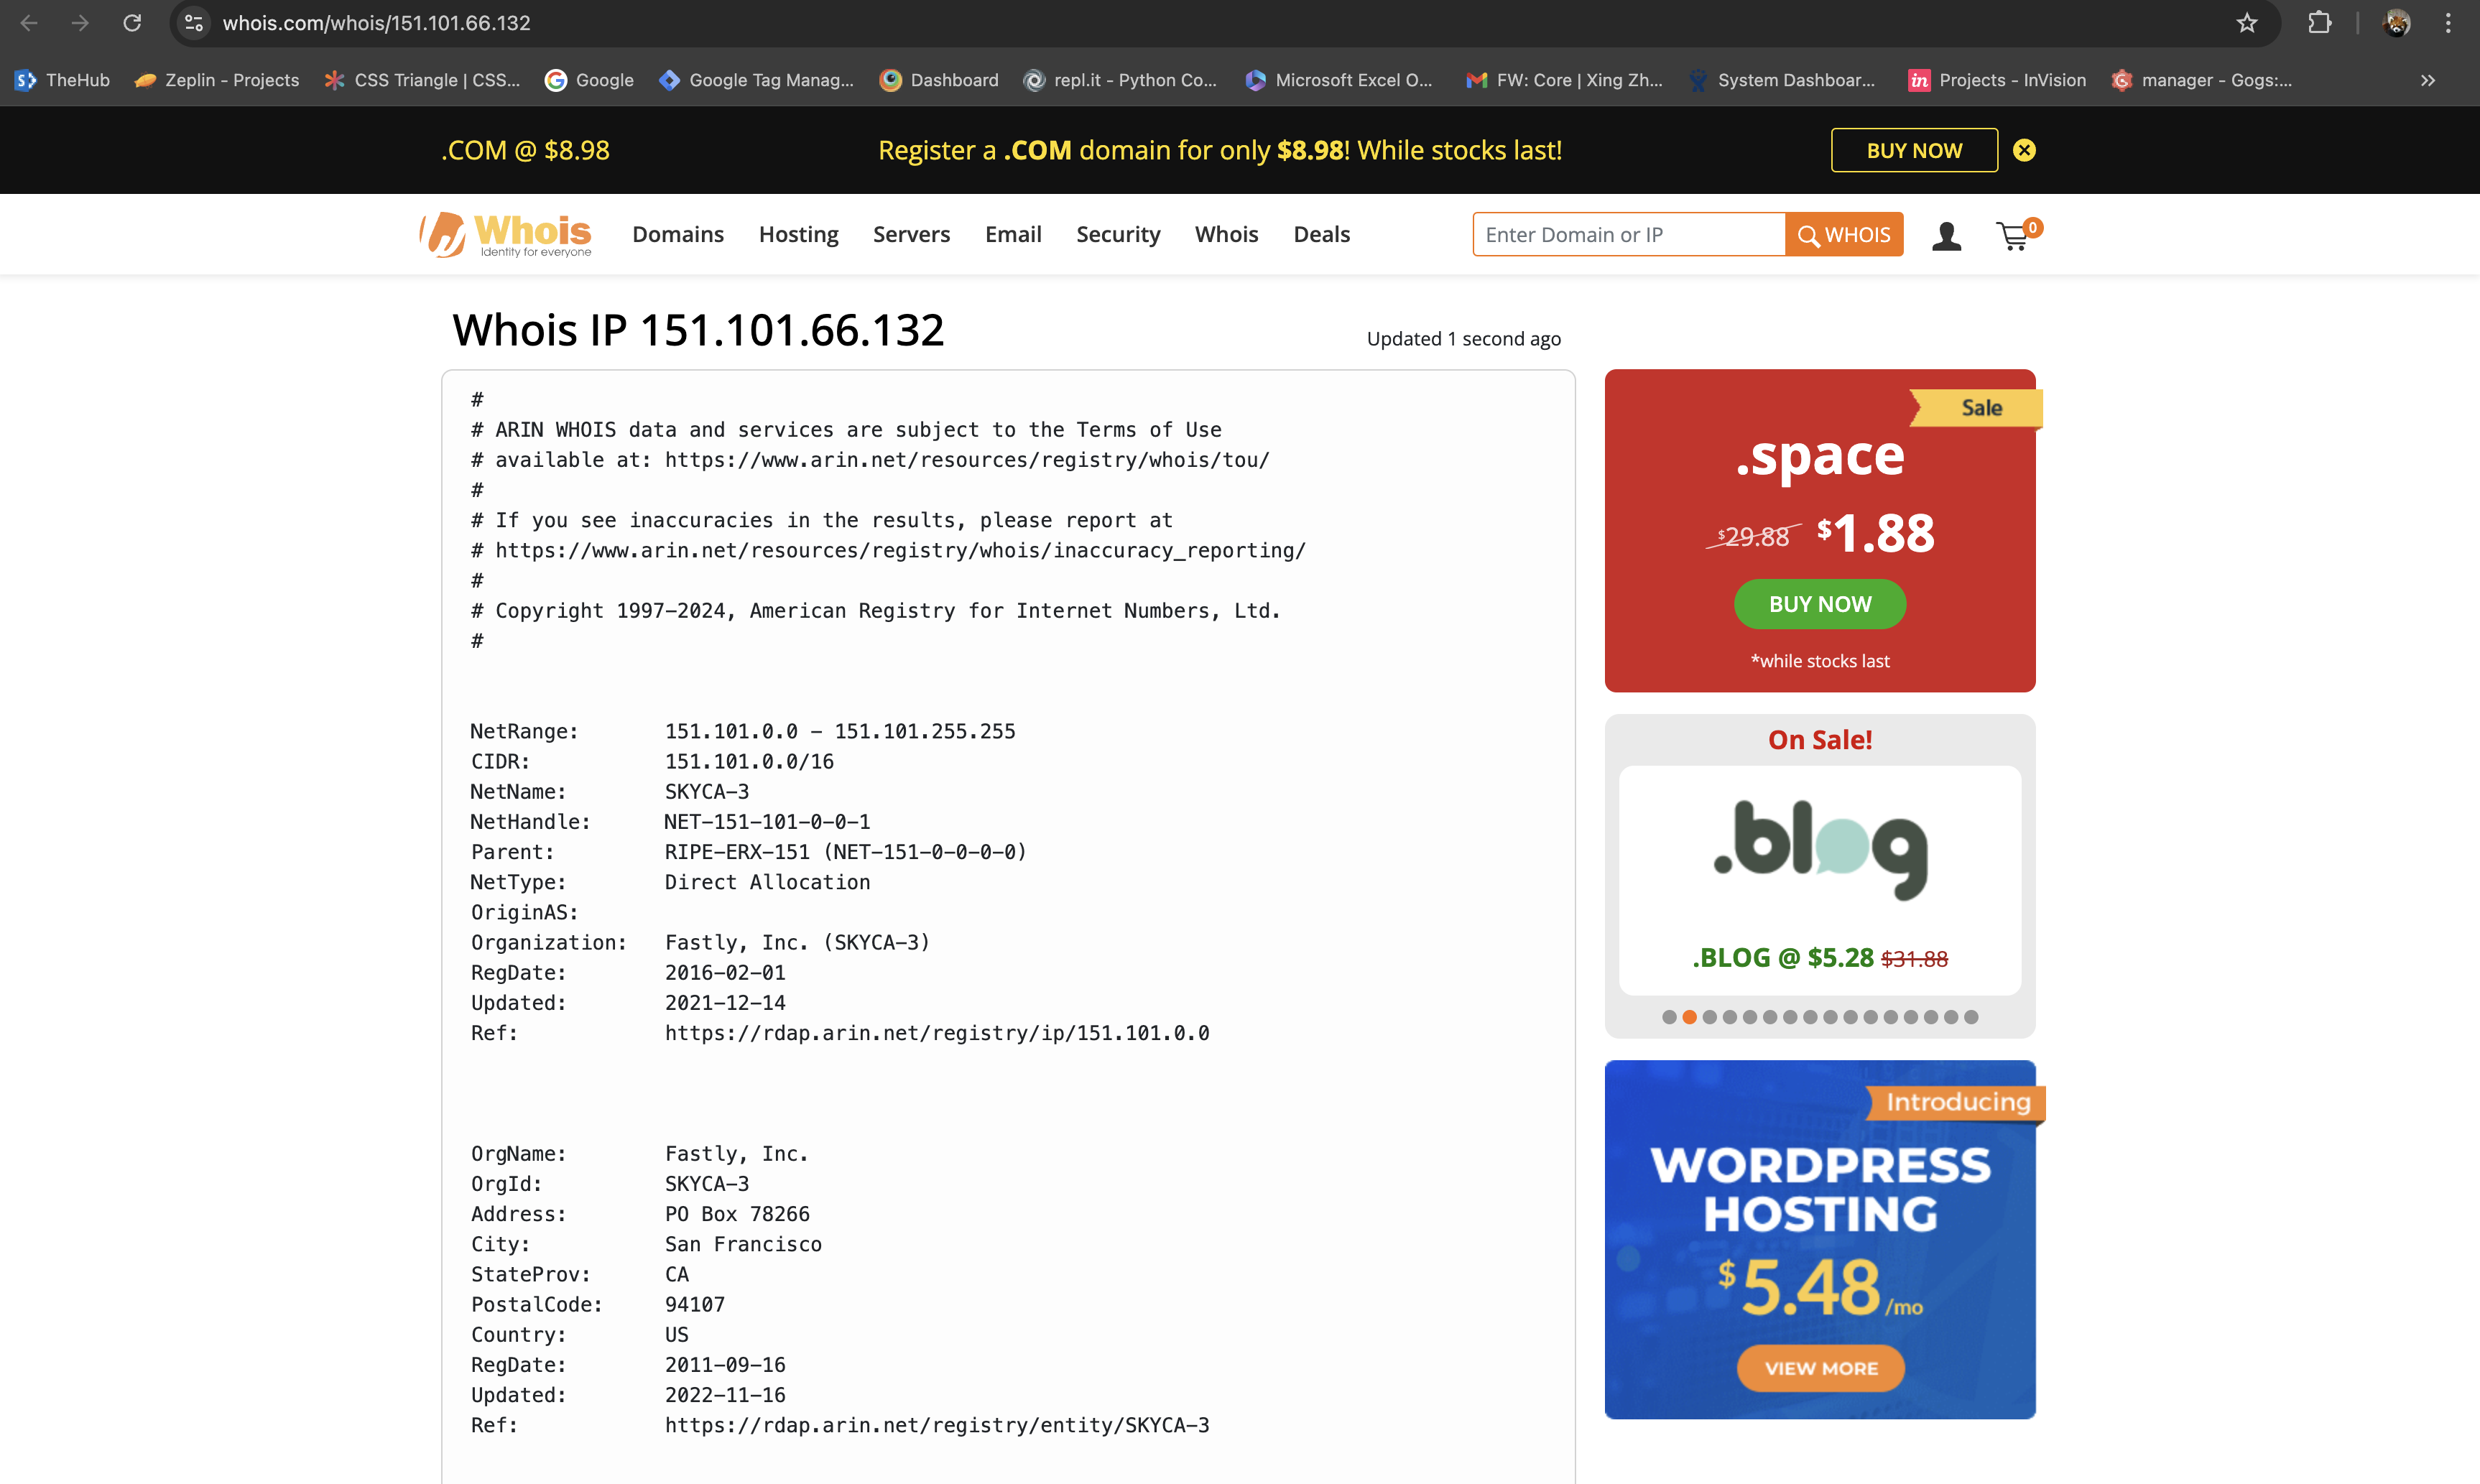 whois.com/whois/151.101.66.132
TheHub
Zeplin - Projects
CSS Triangle | CSS...
Google
Google Tag Manag...
Dashboard
repl.it - Python Co...
Microsoft Excel O...
FW: Core | Xing Zh...
System Dashboar...
in Projects - InVision
manager - Gogs:...
.COM @ $8.98
Register a .COM domain for only $8.98! While stocks last!
BUY NOW
Whois
Identity for everyone
Domains
Hosting
Servers
Email
Security
Whois
Deals
Enter Domain or IP
WHOIS
0
Whois IP 151.101.66.132
Updated 1 second ago
#
# ARIN WHOIS data and services are subject to the Terms of Use
# available at: https://www.arin.net/resources/registry/whois/tou/
#
# If you see inaccuracies in the results, please report at
# https://www.arin.net/resources/registry/whois/inaccuracy_reporting/
#
# Copyright 1997-2024, American Registry for Internet Numbers, Ltd.
#
NetRange: 151.101.0.0 - 151.101.255.255
CIDR: 151.101.0.0/16
NetName: SKYCA-3
NetHandle: NET-151-101-0-0-1
Parent: RIPE-ERX-151 (NET-151-0-0-0-0)
NetType: Direct Allocation
OriginAS:
Organization: Fastly, Inc. (SKYCA-3)
RegDate: 2016-02-01
Updated: 2021-12-14
Ref: https://rdap.arin.net/registry/ip/151.101.0.0
OrgName: Fastly, Inc.
OrgId: SKYCA-3
Address: PO Box 78266
City: San Francisco
StateProv: CA
PostalCode: 94107
Country: US
RegDate: 2011-09-16
Updated: 2022-11-16
Ref: https://rdap.arin.net/registry/entity/SKYCA-3
Sale
.space
$29.88 $1.88
BUY NOW
*while stocks last
On Sale!
.blog
.BLOG @ $5.28 $31.88
Introducing
WORDPRESS
HOSTING
$5.48/mo
VIEW MORE